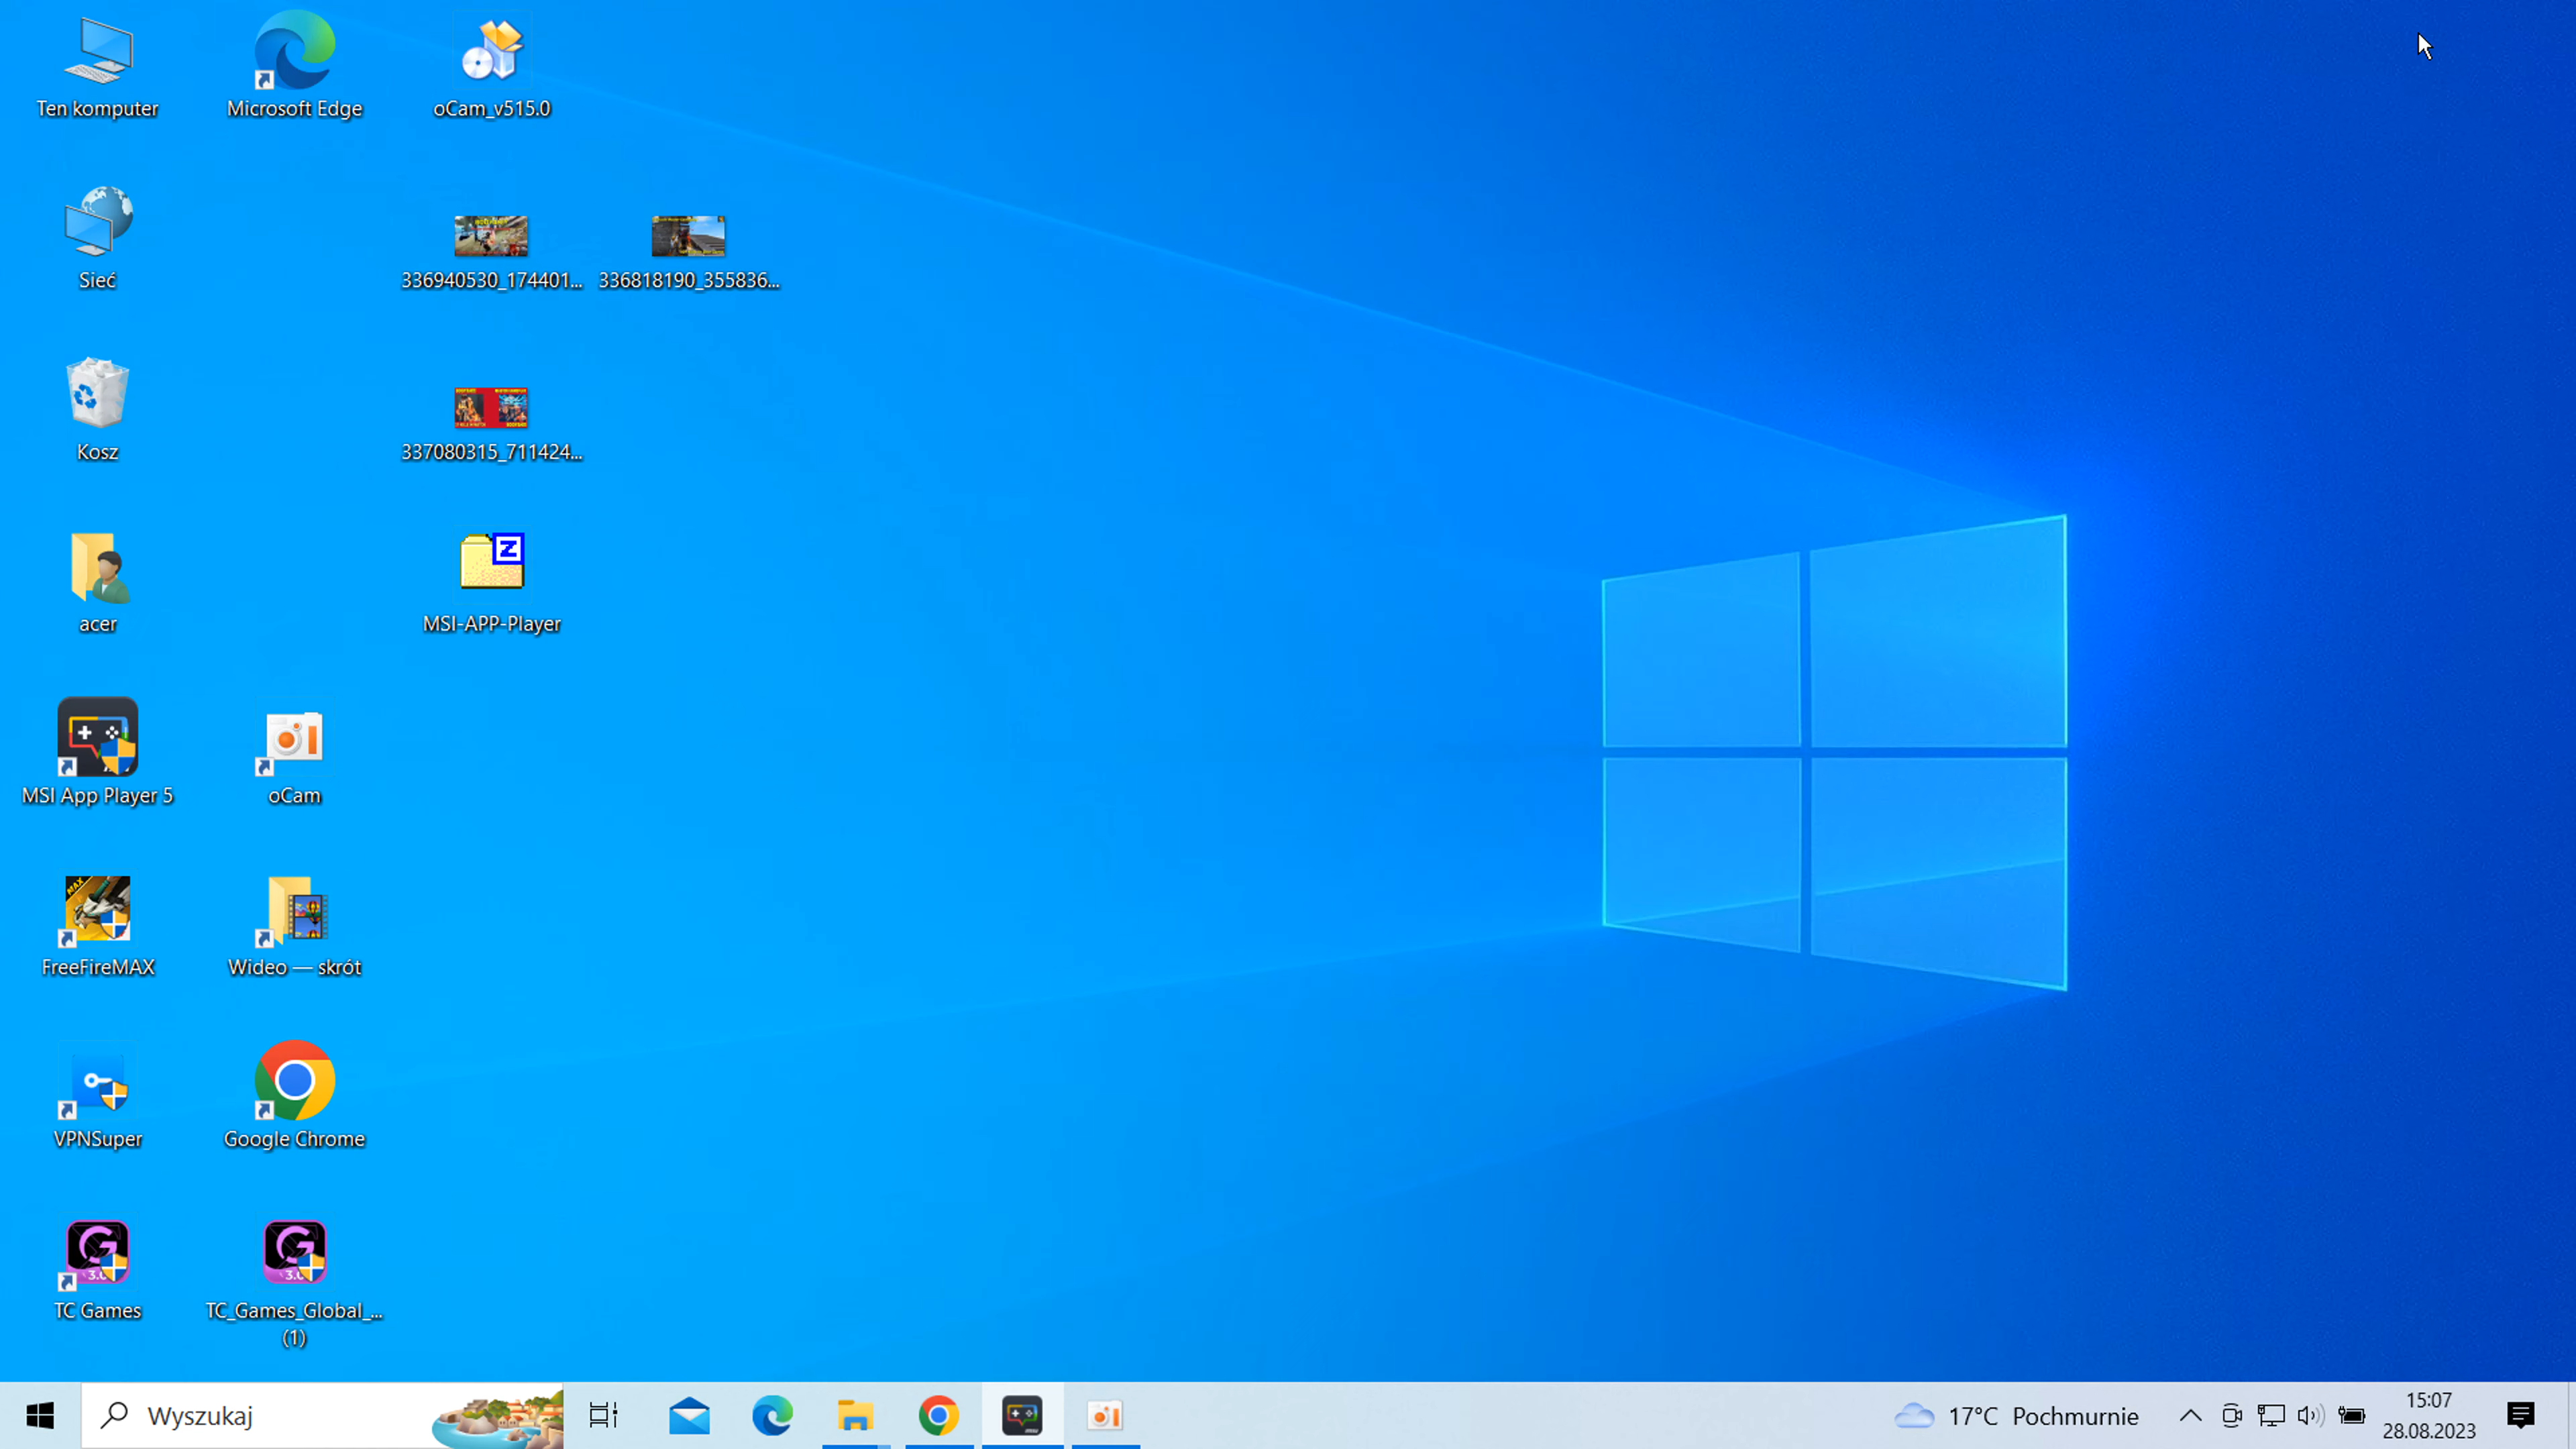 Ten komputer
Microsoft Edge
oCam_v515.0
Sieć
336940530_174401...
336818190_355836...
Kosz
337080315_711424...
acer
MSI-APP-Player
MSI App Player 5
oCam
FreeFireMAX
Wideo — skrót
VPNSuper
Google Chrome
TC Games
TC_Games_Global_...
(1)
Wyszukaj
17°C Pochmurnie
15:07
28.08.2023